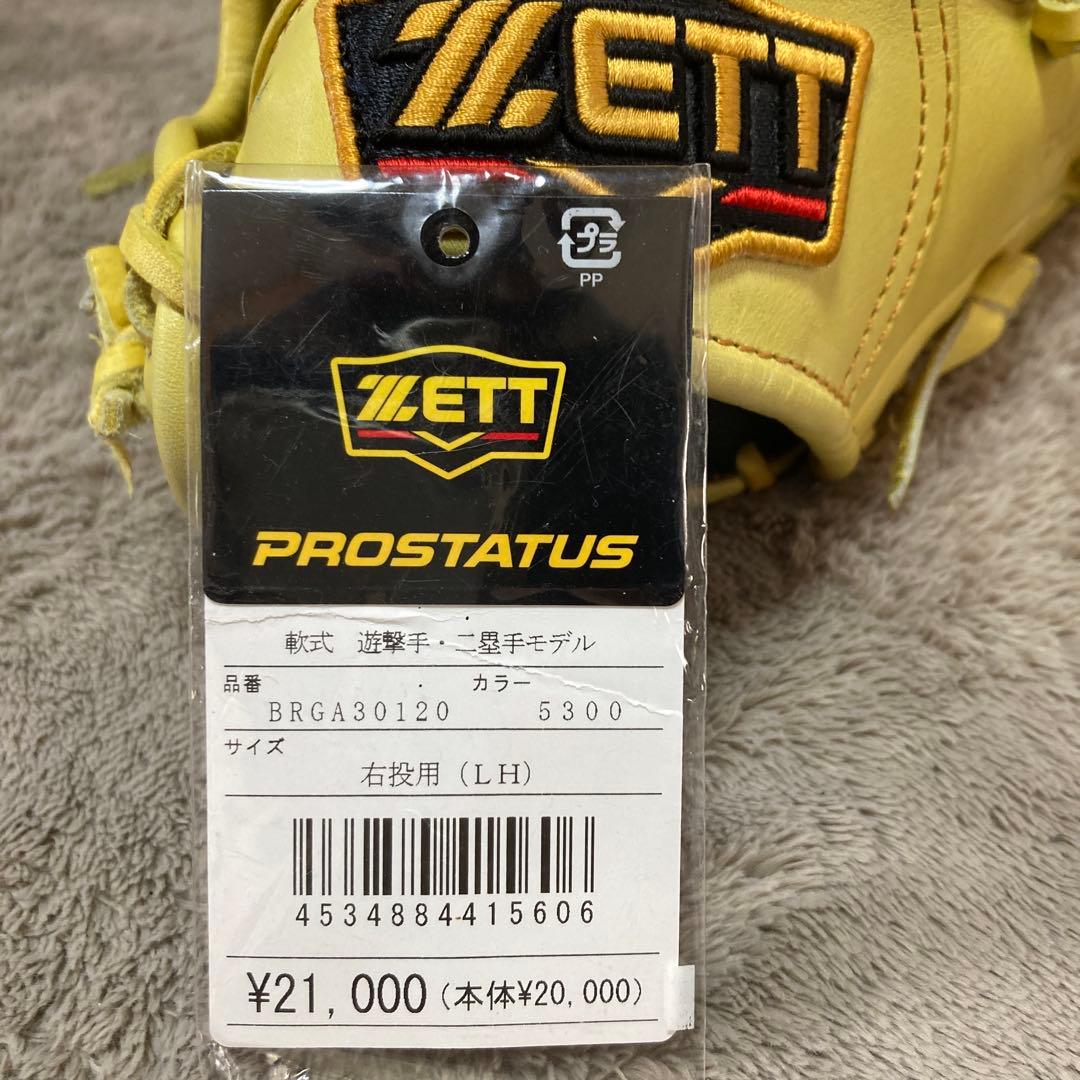 ZETT
プラ
PP
ZETT
PROSTATUS
軟式 遊撃手・二塁手モデル
品番 カラー
BRGA30120 5300
サイズ
右投用（LH）
4534884415606
¥21,000（本体¥20,000）